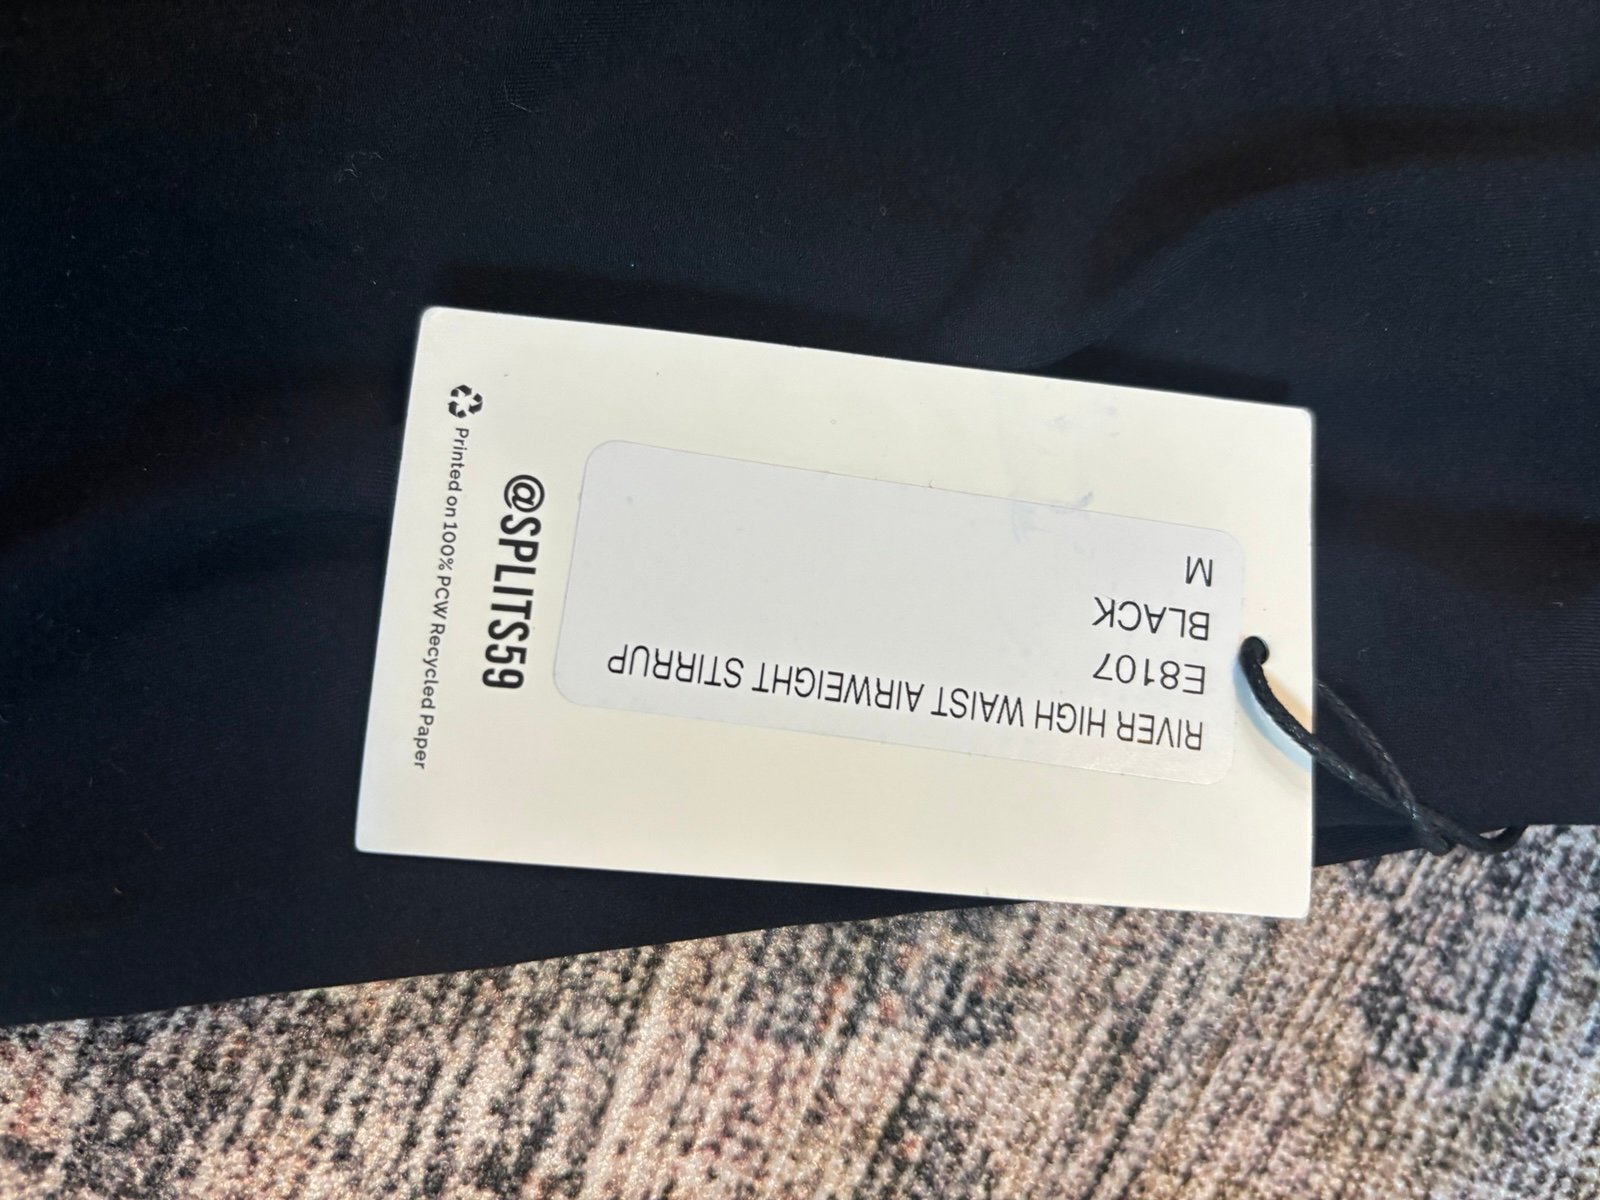 RIVER HIGH WAIST AIRWEIGHT STIRRUP
E8107
BLACK
M
@SPLITS59
Printed on 100% PCW Recycled Paper